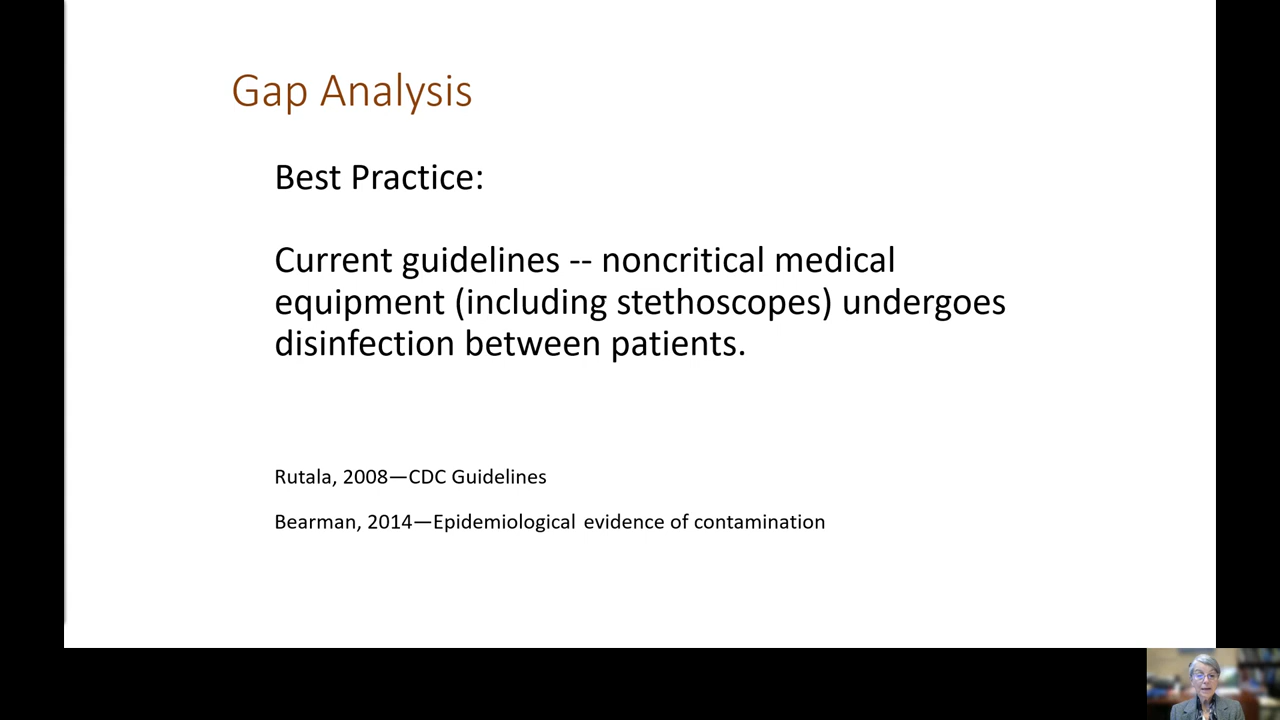 Gap Analysis
Best Practice:
Current guidelines -- noncritical medical
equipment (including stethoscopes) undergoes
disinfection between patients.
Rutala, 2008—CDC Guidelines
Bearman, 2014—Epidemiological evidence of contamination